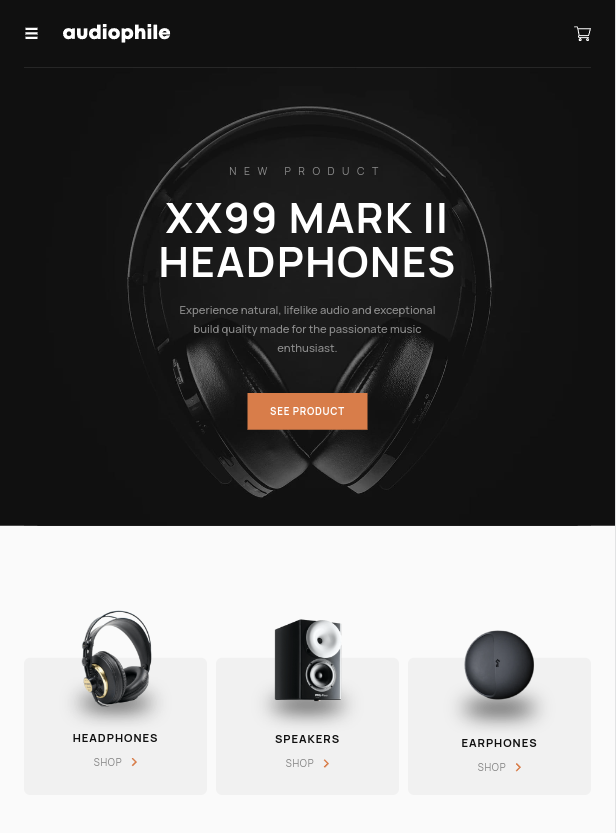 audiophile
NEW PRODUCT
XX99 MARK II
HEADPHONES
Experience natural, lifelike audio and exceptional
build quality made for the passionate music
enthusiast.
SEE PRODUCT
HEADPHONES
SPEAKERS
EARPHONES
SHOP
SHOP
SHOP